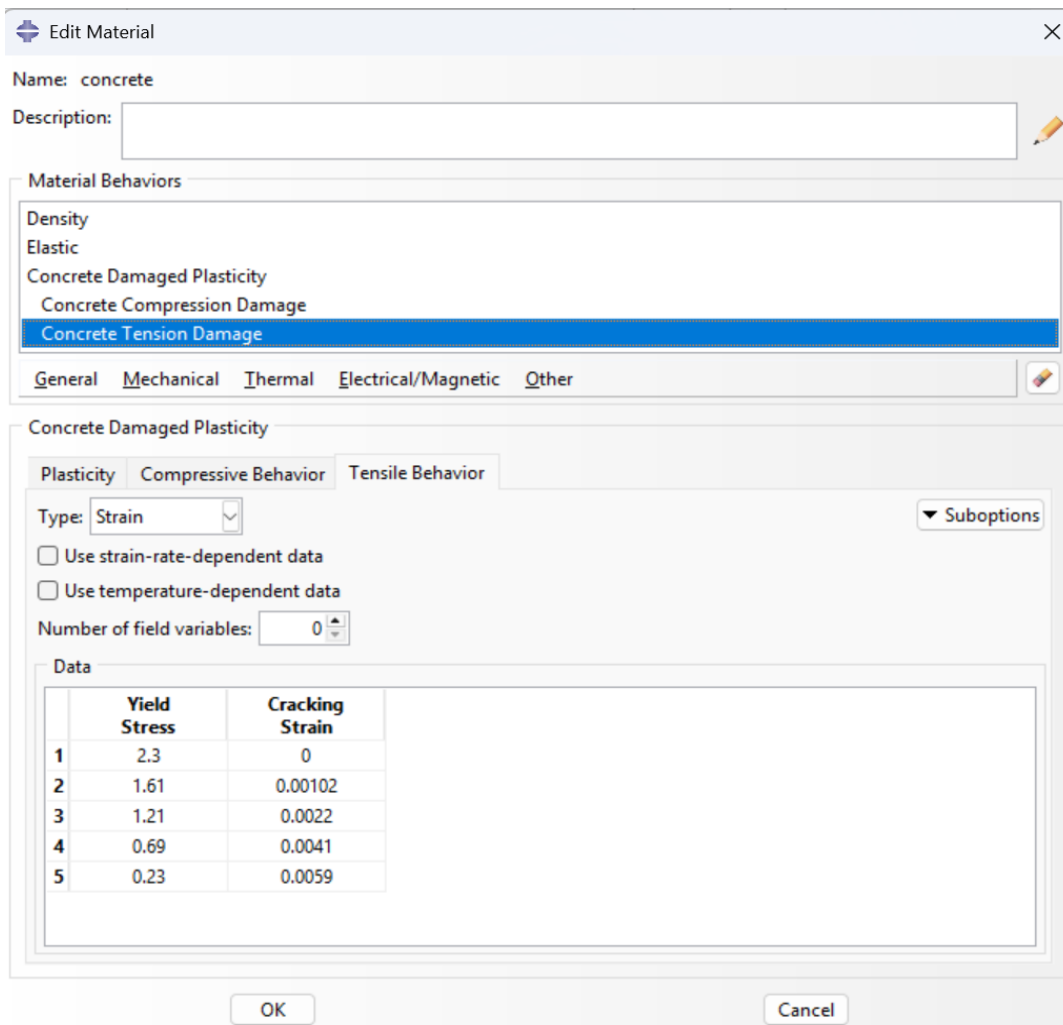 Edit Material
Name: concrete
Description:
Material Behaviors
Density
Elastic
Concrete Damaged Plasticity
Concrete Compression Damage
Concrete Tension Damage
General Mechanical Thermal Electrical/Magnetic Other
Concrete Damaged Plasticity
Plasticity Compressive Behavior Tensile Behavior
Type: Strain Suboptions
Use strain-rate-dependent data
Use temperature-dependent data
Number of field variables: 0
Data
Yield Cracking
Stress Strain
1 2.3 0
2 1.61 0.00102
3 1.21 0.0022
4 0.69 0.0041
5 0.23 0.0059
OK Cancel